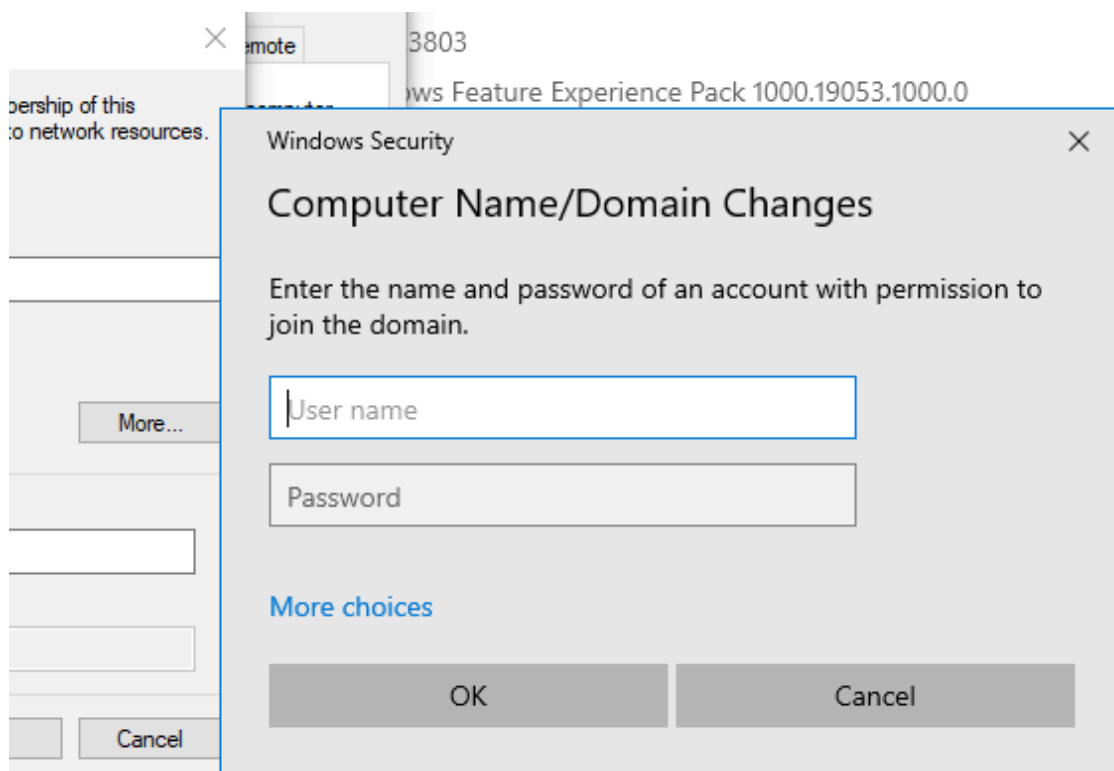 emote
3803
ows Feature Experience Pack 1000.19053.1000.0
bership of this
to network resources.
computer
Windows Security
Computer Name/Domain Changes
Enter the name and password of an account with permission to
join the domain.
User name
More...
Password
More choices
OK
Cancel
Cancel